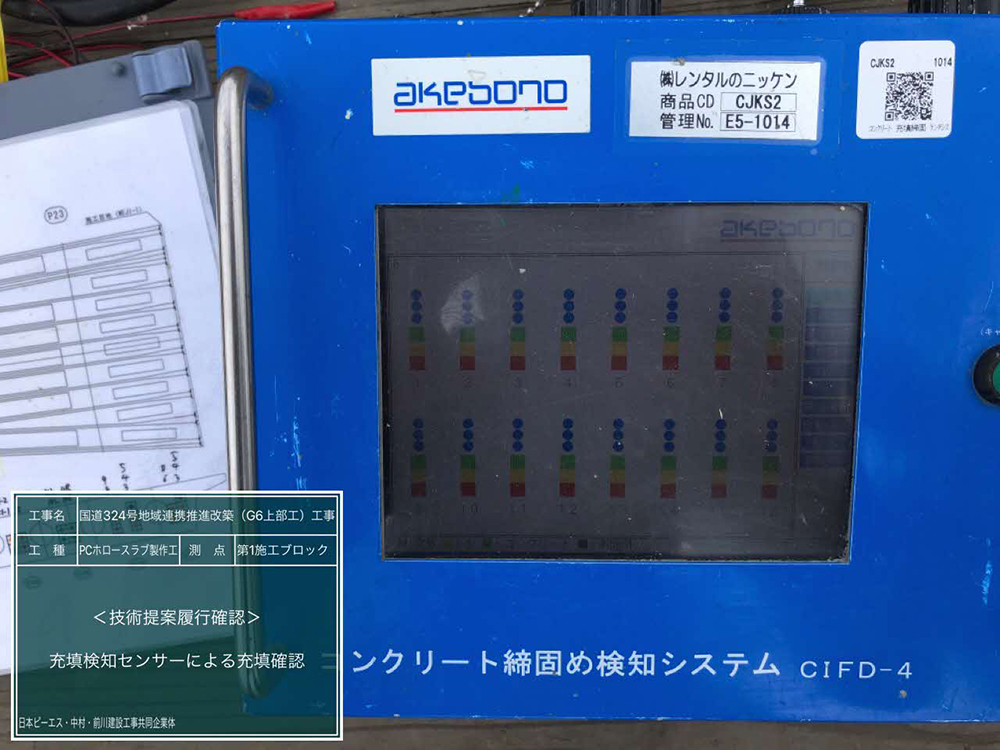 akebono
㈱レンタルのニッケン
商品CD CJKS2
管理No. E5-1014
CJKS2 1014
P23
akebono
1 2 3 4 5 6 7 8
10 11 12
コンクリート締固め検知システム CIFD-4
工事名 国道324号地域連携推進改築（G6上部工）工事
工種 PCホロースラブ製作工 測点 第1施工ブロック
＜技術提案履行確認＞
充填検知センサーによる充填確認
日本ピーエス・中村・前川建設工事共同企業体